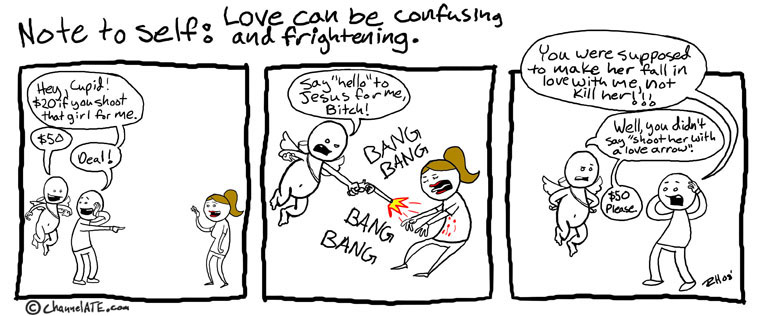 Note to self: Love can be confusing
and frightening.
Hey, Cupid!
$20 if you shoot
that girl for me.
$50
Deal!
Say "hello" to
Jesus for me,
Bitch!
BANG
BANG
BANG
BANG
You were supposed
to make her fall in
love with me, not
kill her!!!
Well, you didn't
say "shoot her with
a love arrow".
$50
Please.
© ChannelATE.com